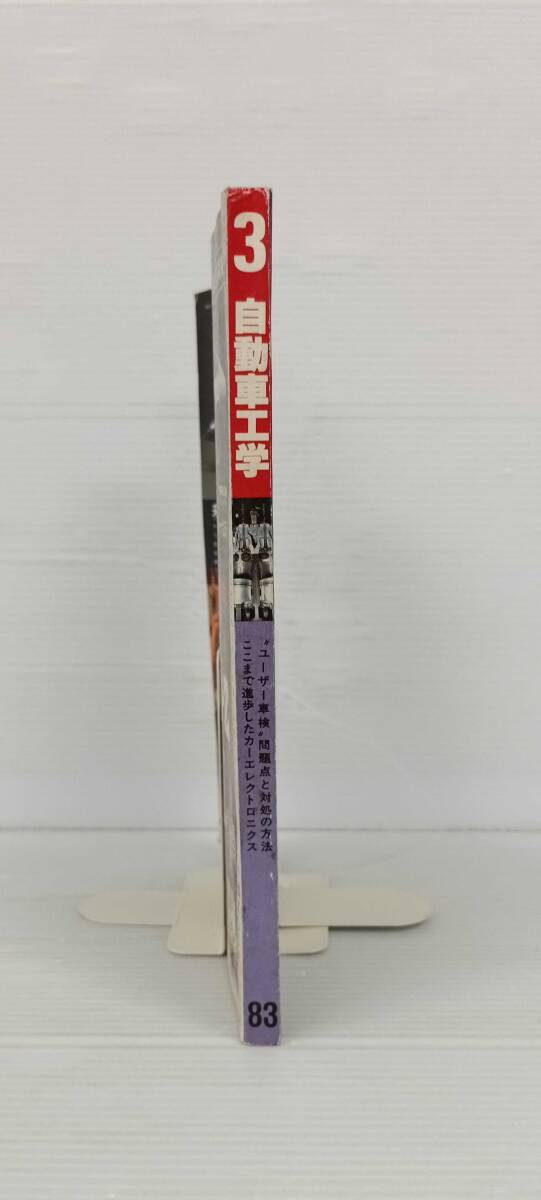 3
自動車工学
〝ユーザー車検〟問題点と対処の方法
ここまで進歩したカーエレクトロニクス
83